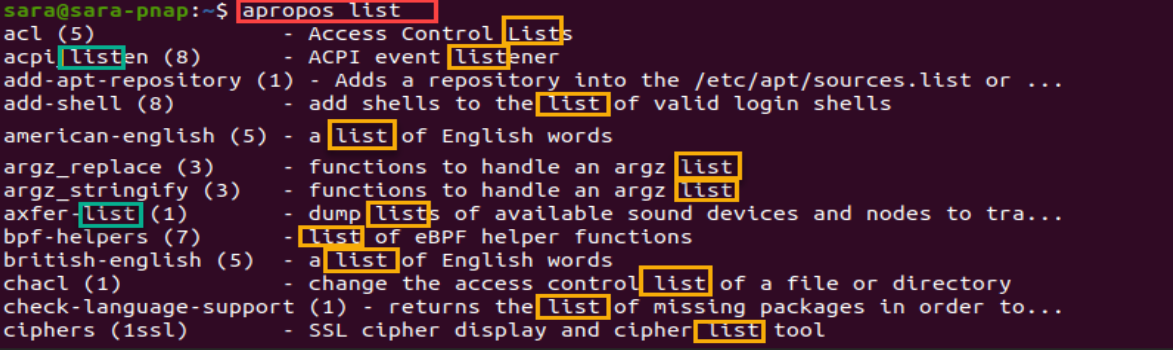 sara@sara-pnap:~$ apropos list
acl (5) - Access Control Lists
acpi_listen (8) - ACPI event listener
add-apt-repository (1) - Adds a repository into the /etc/apt/sources.list or ...
add-shell (8) - add shells to the list of valid login shells
american-english (5) - a list of English words
argz_replace (3) - functions to handle an argz list
argz_stringify (3) - functions to handle an argz list
axfer-list (1) - dump lists of available sound devices and nodes to tra...
bpf-helpers (7) - list of eBPF helper functions
british-english (5) - a list of English words
chacl (1) - change the access control list of a file or directory
check-language-support (1) - returns the list of missing packages in order to...
ciphers (1ssl) - SSL cipher display and cipher list tool